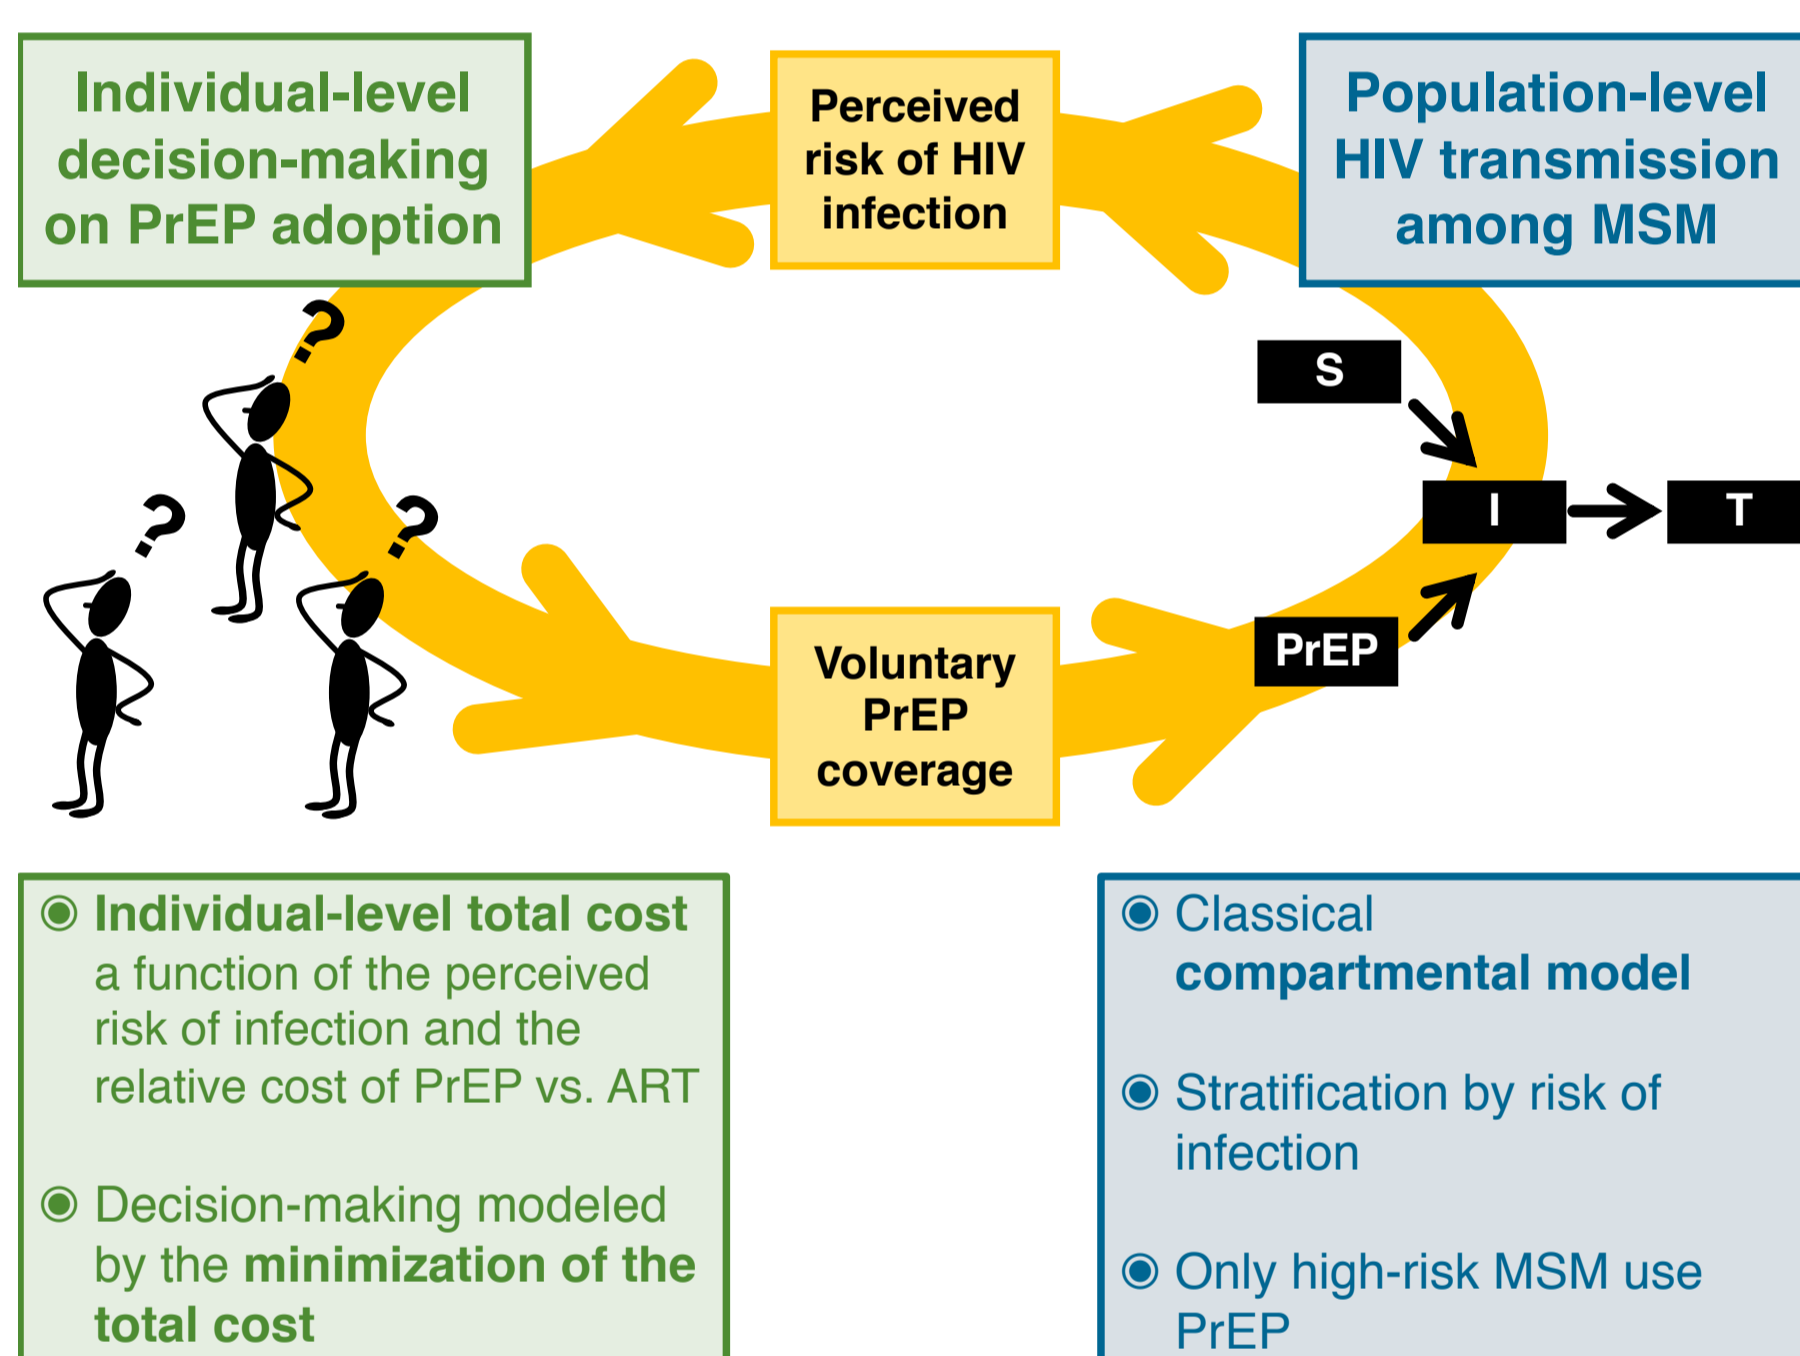 Individual-level
decision-making
on PrEP adoption
Perceived
risk of HIV
infection
Population-level
HIV transmission
among MSM
?
?
?
S
I
T
PrEP
Voluntary
PrEP
coverage
◉ Individual-level total cost
a function of the perceived
risk of infection and the
relative cost of PrEP vs. ART
◉ Decision-making modeled
by the minimization of the
total cost
◉ Classical
compartmental model
◉ Stratification by risk of
infection
◉ Only high-risk MSM use
PrEP